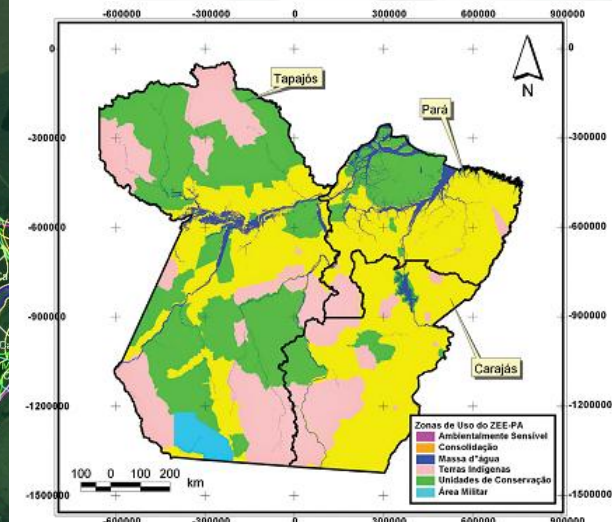 -600000 -300000 0 300000 600000 900000
0 0
Tapajós
N
Pará
-300000 -300000
-600000 -600000
-900000 -900000
Carajás
-1200000 -1200000
Zonas de Uso do ZEE-PA
Ambientalmente Sensível
Consolidação
Massa d"água
Terras Indígenas
Unidades de Conservação
Área Militar
100 0 100 200 km
-1500000 -1500000
-600000 -300000 0 300000 600000 900000